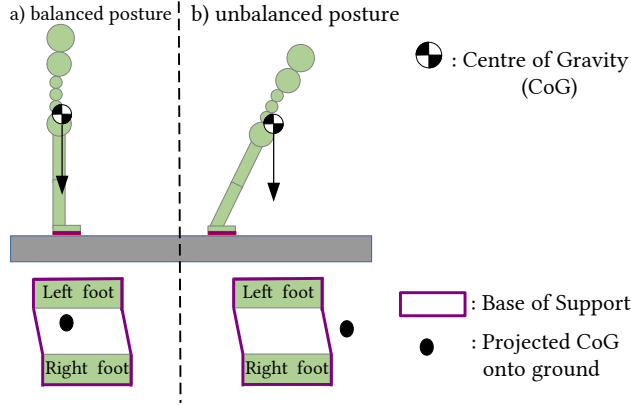 a) balanced posture
b) unbalanced posture
: Centre of Gravity
(CoG)
Left foot
Right foot
Left foot
Right foot
: Base of Support
: Projected CoG
onto ground